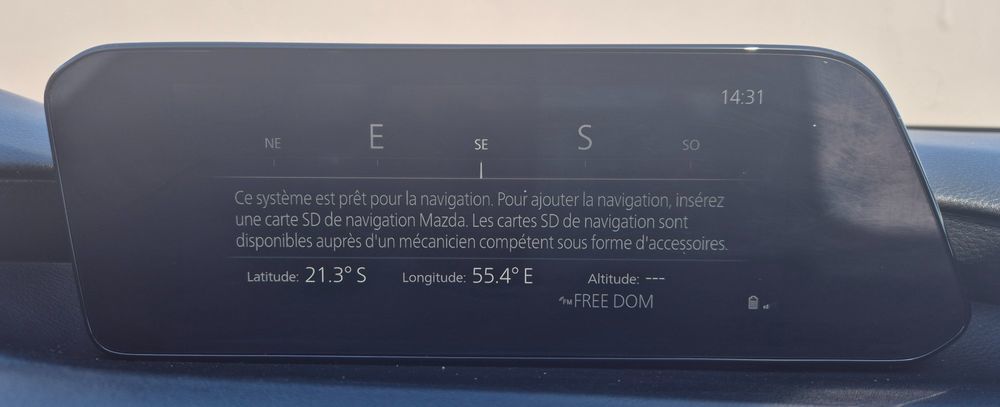 14:31
NE E SE S SO
Ce système est prêt pour la navigation. Pour ajouter la navigation, insérez
une carte SD de navigation Mazda. Les cartes SD de navigation sont
disponibles auprès d'un mécanicien compétent sous forme d'accessoires.
Latitude: 21.3° S Longitude: 55.4° E Altitude: ---
FM FREE DOM